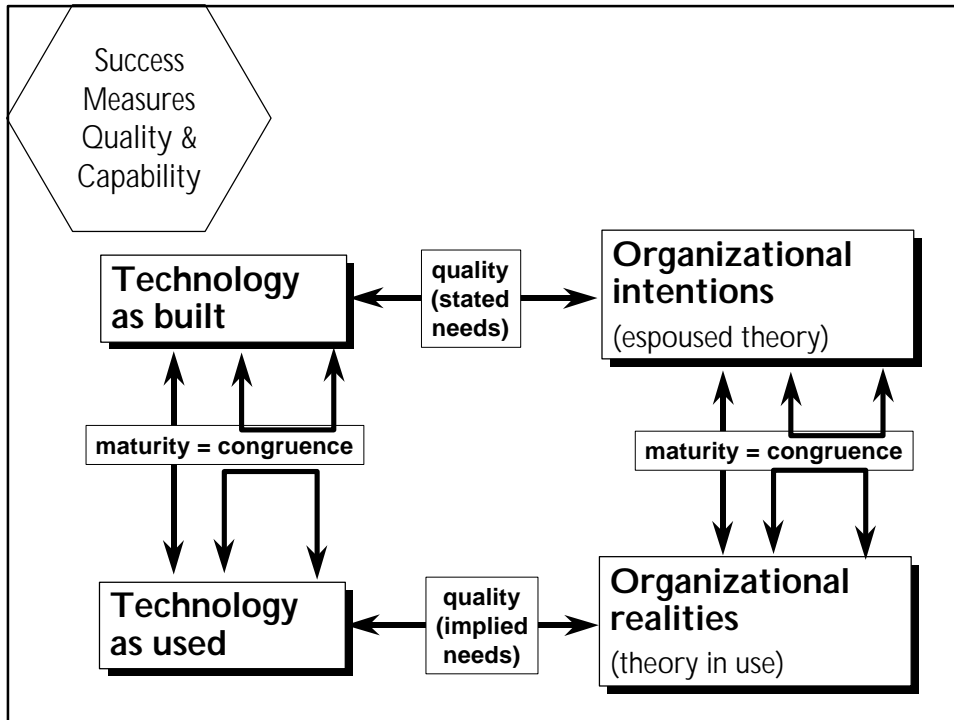 Success
Measures
Quality &
Capability
Technology
as built
quality
(stated
needs)
Organizational
intentions
(espoused theory)
maturity = congruence
maturity = congruence
Technology
as used
quality
(implied
needs)
Organizational
realities
(theory in use)